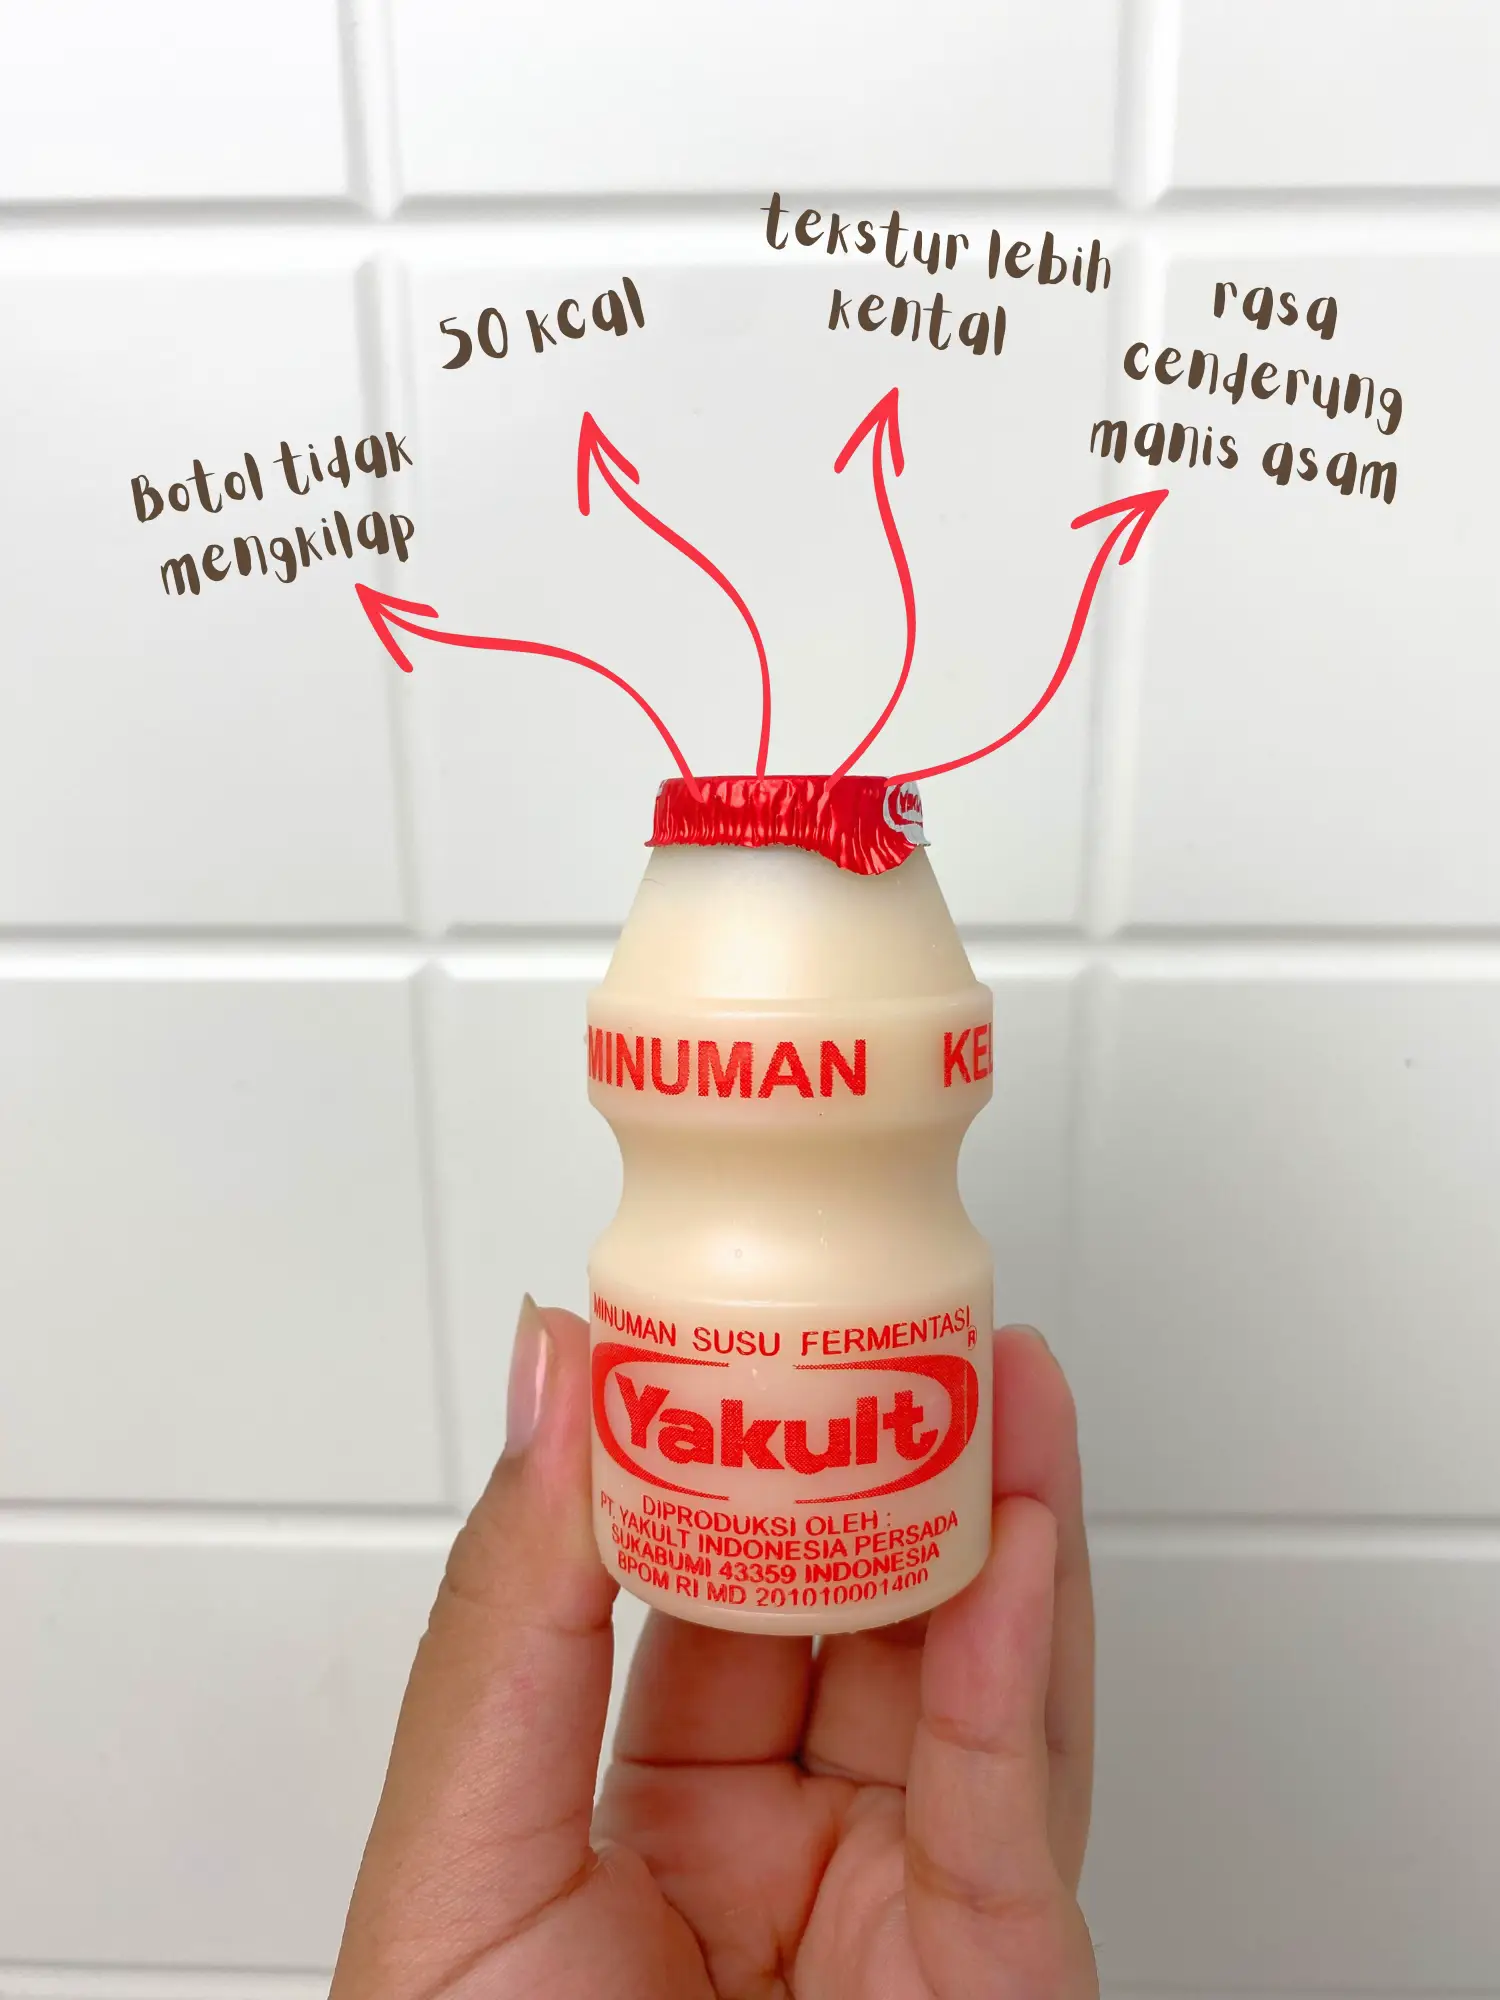 Botol tidak
mengkilap
50 kcal
tekstur lebih
kental
rasa
cenderung
manis asam
MINUMAN
MINUMAN SUSU FERMENTASI
®
Yakult
DIPRODUKSI OLEH :
PT. YAKULT INDONESIA PERSADA
SUKABUMI 43359 INDONESIA
BPOM RI MD 201010001400